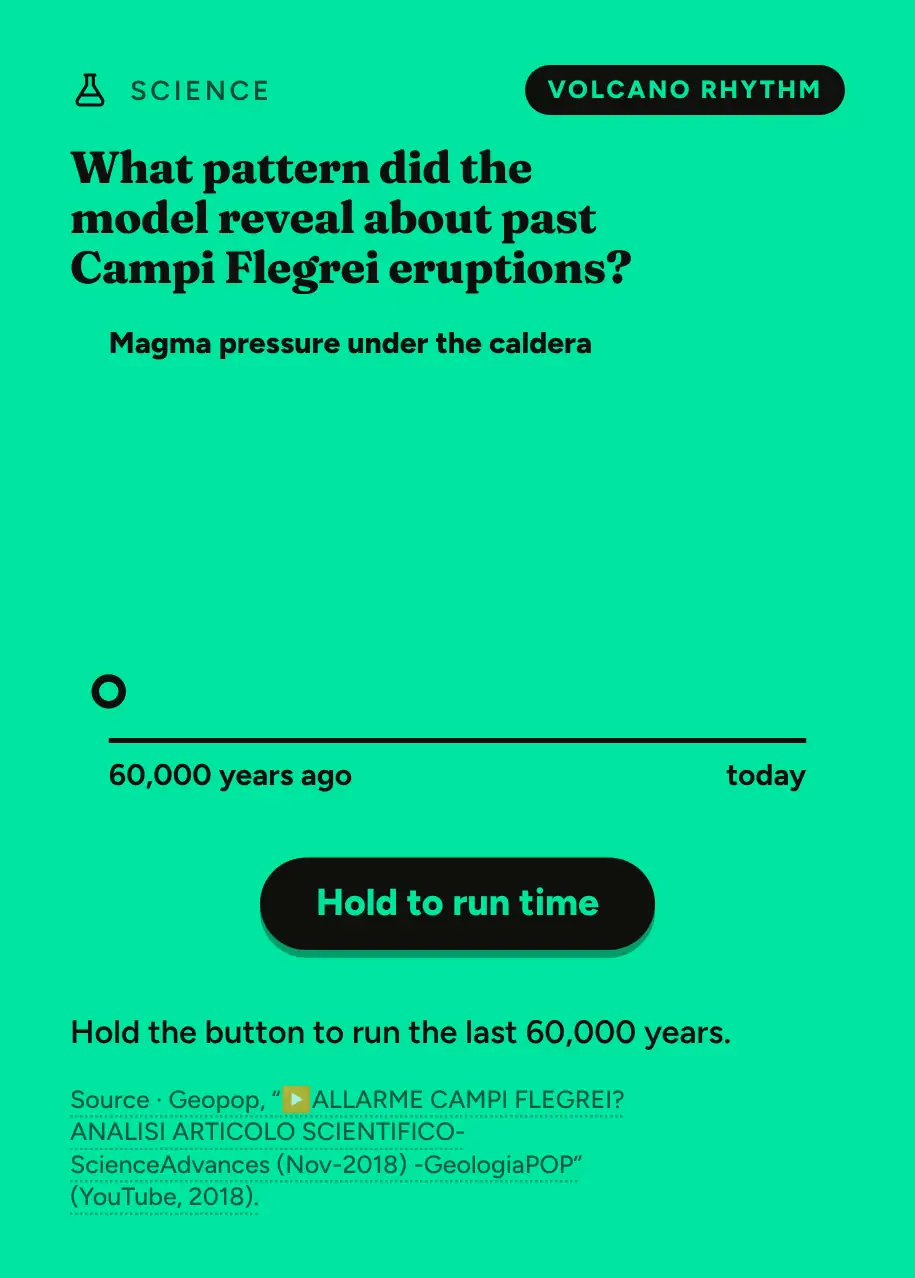 SCIENCE
VOLCANO RHYTHM
What pattern did the
model reveal about past
Campi Flegrei eruptions?
Magma pressure under the caldera
60,000 years ago
today
Hold to run time
Hold the button to run the last 60,000 years.
Source · Geopop, “▶️ALLARME CAMPI FLEGREI?
ANALISI ARTICOLO SCIENTIFICO-
ScienceAdvances (Nov-2018) -GeologiaPOP”
(YouTube, 2018).